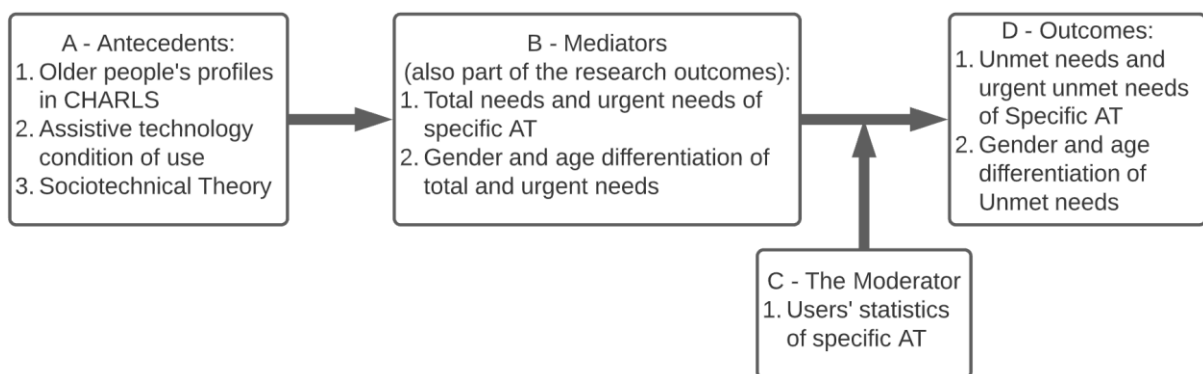 A - Antecedents:
1. Older people's profiles
in CHARLS
2. Assistive technology
condition of use
3. Sociotechnical Theory
B - Mediators
(also part of the research outcomes):
1. Total needs and urgent needs of
specific AT
2. Gender and age differentiation of
total and urgent needs
C - The Moderator
1. Users' statistics
of specific AT
D - Outcomes:
1. Unmet needs and
urgent unmet needs
of Specific AT
2. Gender and age
differentiation of
Unmet needs